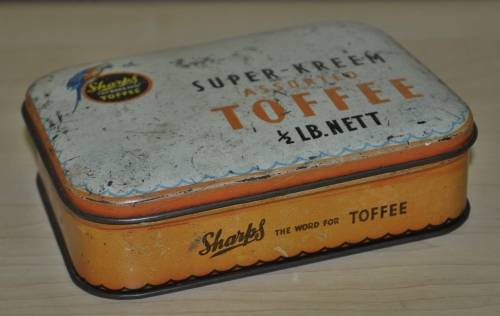 Sharps
TOFFEE
SUPER-KREEM
ASSORTED
TOFFEE
½ LB. NETT
Sharps THE WORD FOR TOFFEE